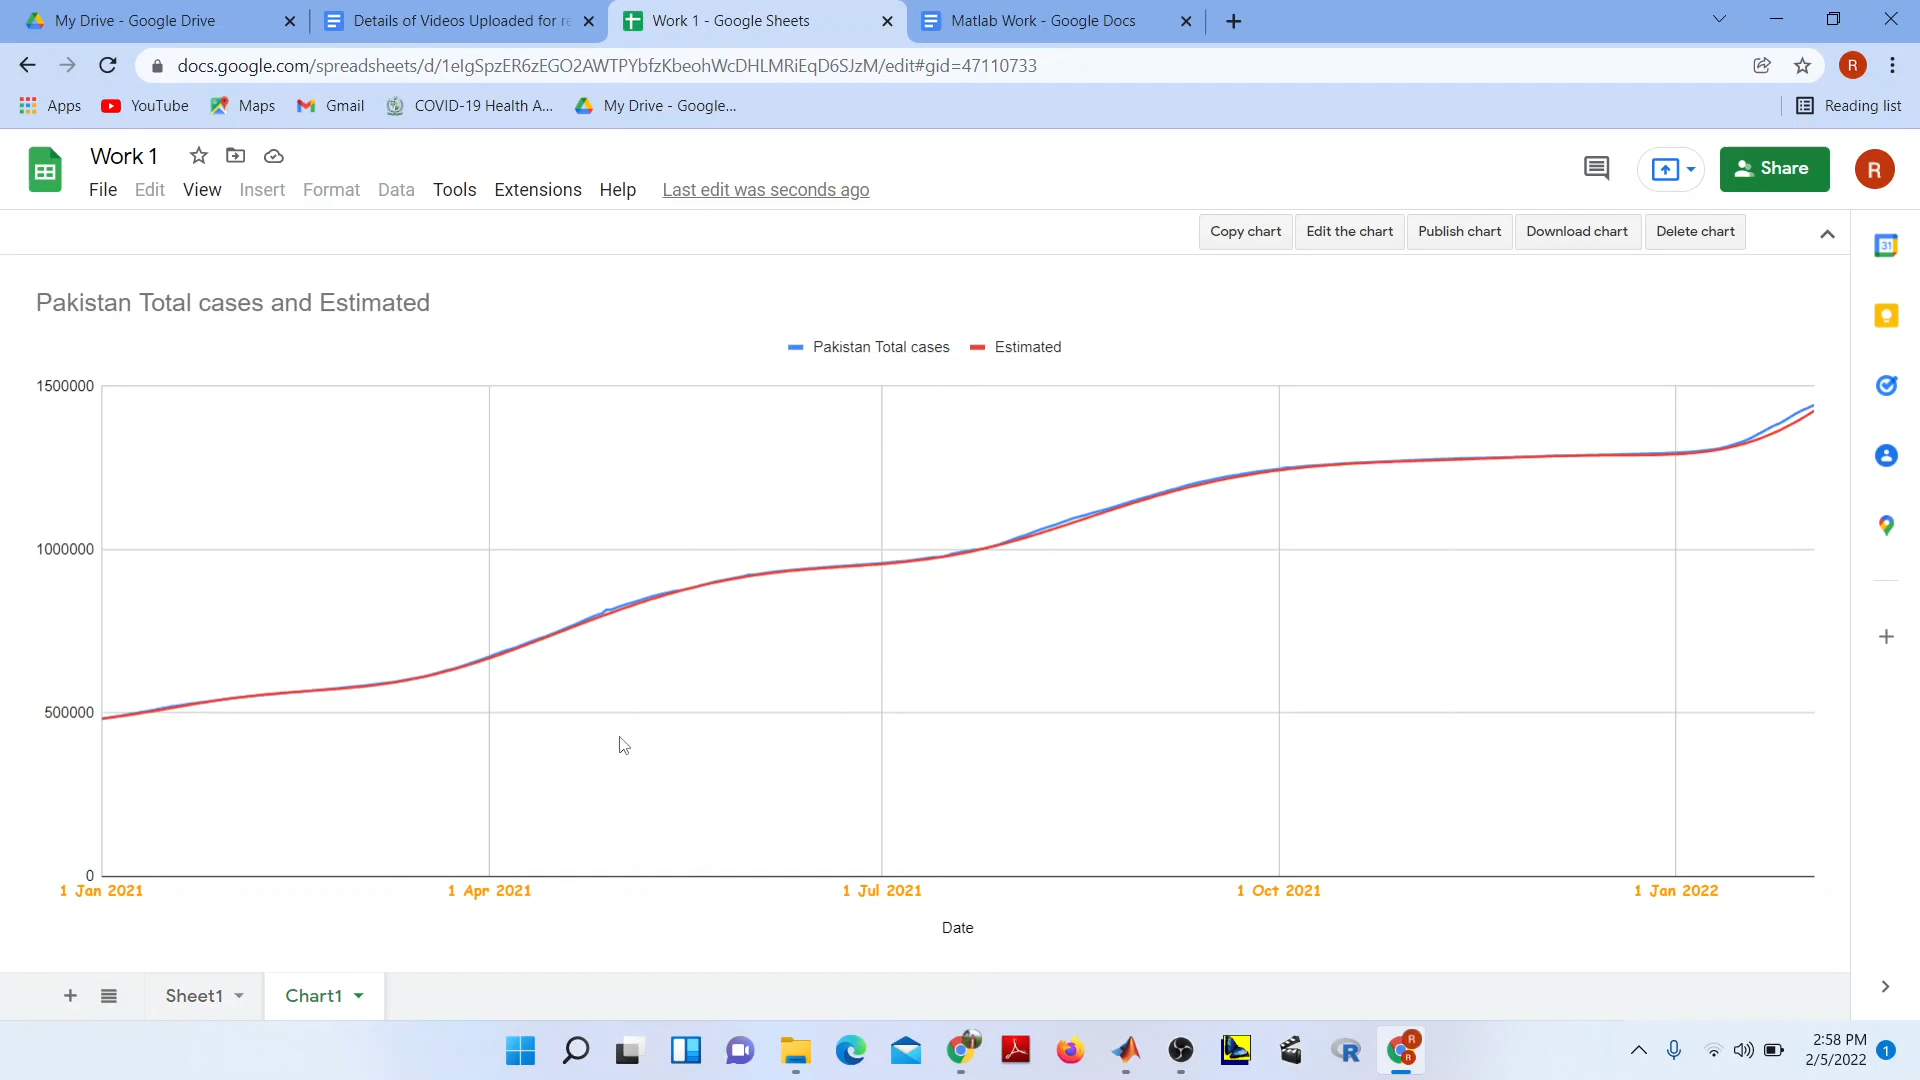 My Drive - Google Drive
Details of Videos Uploaded for re
Work 1 - Google Sheets
Matlab Work - Google Docs
docs.google.com/spreadsheets/d/1eIgSpzER6zEGO2AWTPYbfzKbeohWcDHLMRiEqD6SJzM/edit#gid=47110733
R
Apps
YouTube
Maps
Gmail
COVID-19 Health A...
My Drive - Google...
Reading list
Work 1
File Edit View Insert Format Data Tools Extensions Help Last edit was seconds ago
Share
R
Copy chart
Edit the chart
Publish chart
Download chart
Delete chart
31
Pakistan Total cases and Estimated
Pakistan Total cases
Estimated
1500000
1000000
500000
0
1 Jan 2021
1 Apr 2021
1 Jul 2021
1 Oct 2021
1 Jan 2022
Date
Sheet1
Chart1
R
R
R
2:58 PM
2/5/2022
1